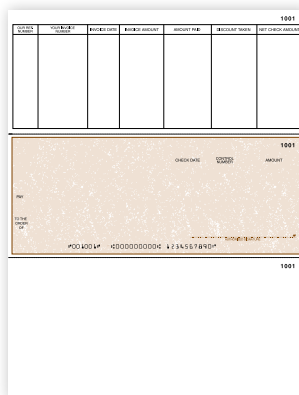 1001
OUR REF. NUMBER YOUR INVOICE NUMBER INVOICE DATE INVOICE AMOUNT AMOUNT PAID DISCOUNT TAKEN NET CHECK AMOUNT
1001
CHECK DATE CONTROL NUMBER AMOUNT
PAY
TO THE
ORDER
OF
⑈001001⑈ ⑆000000000⑆ 1234567890⑈
1001